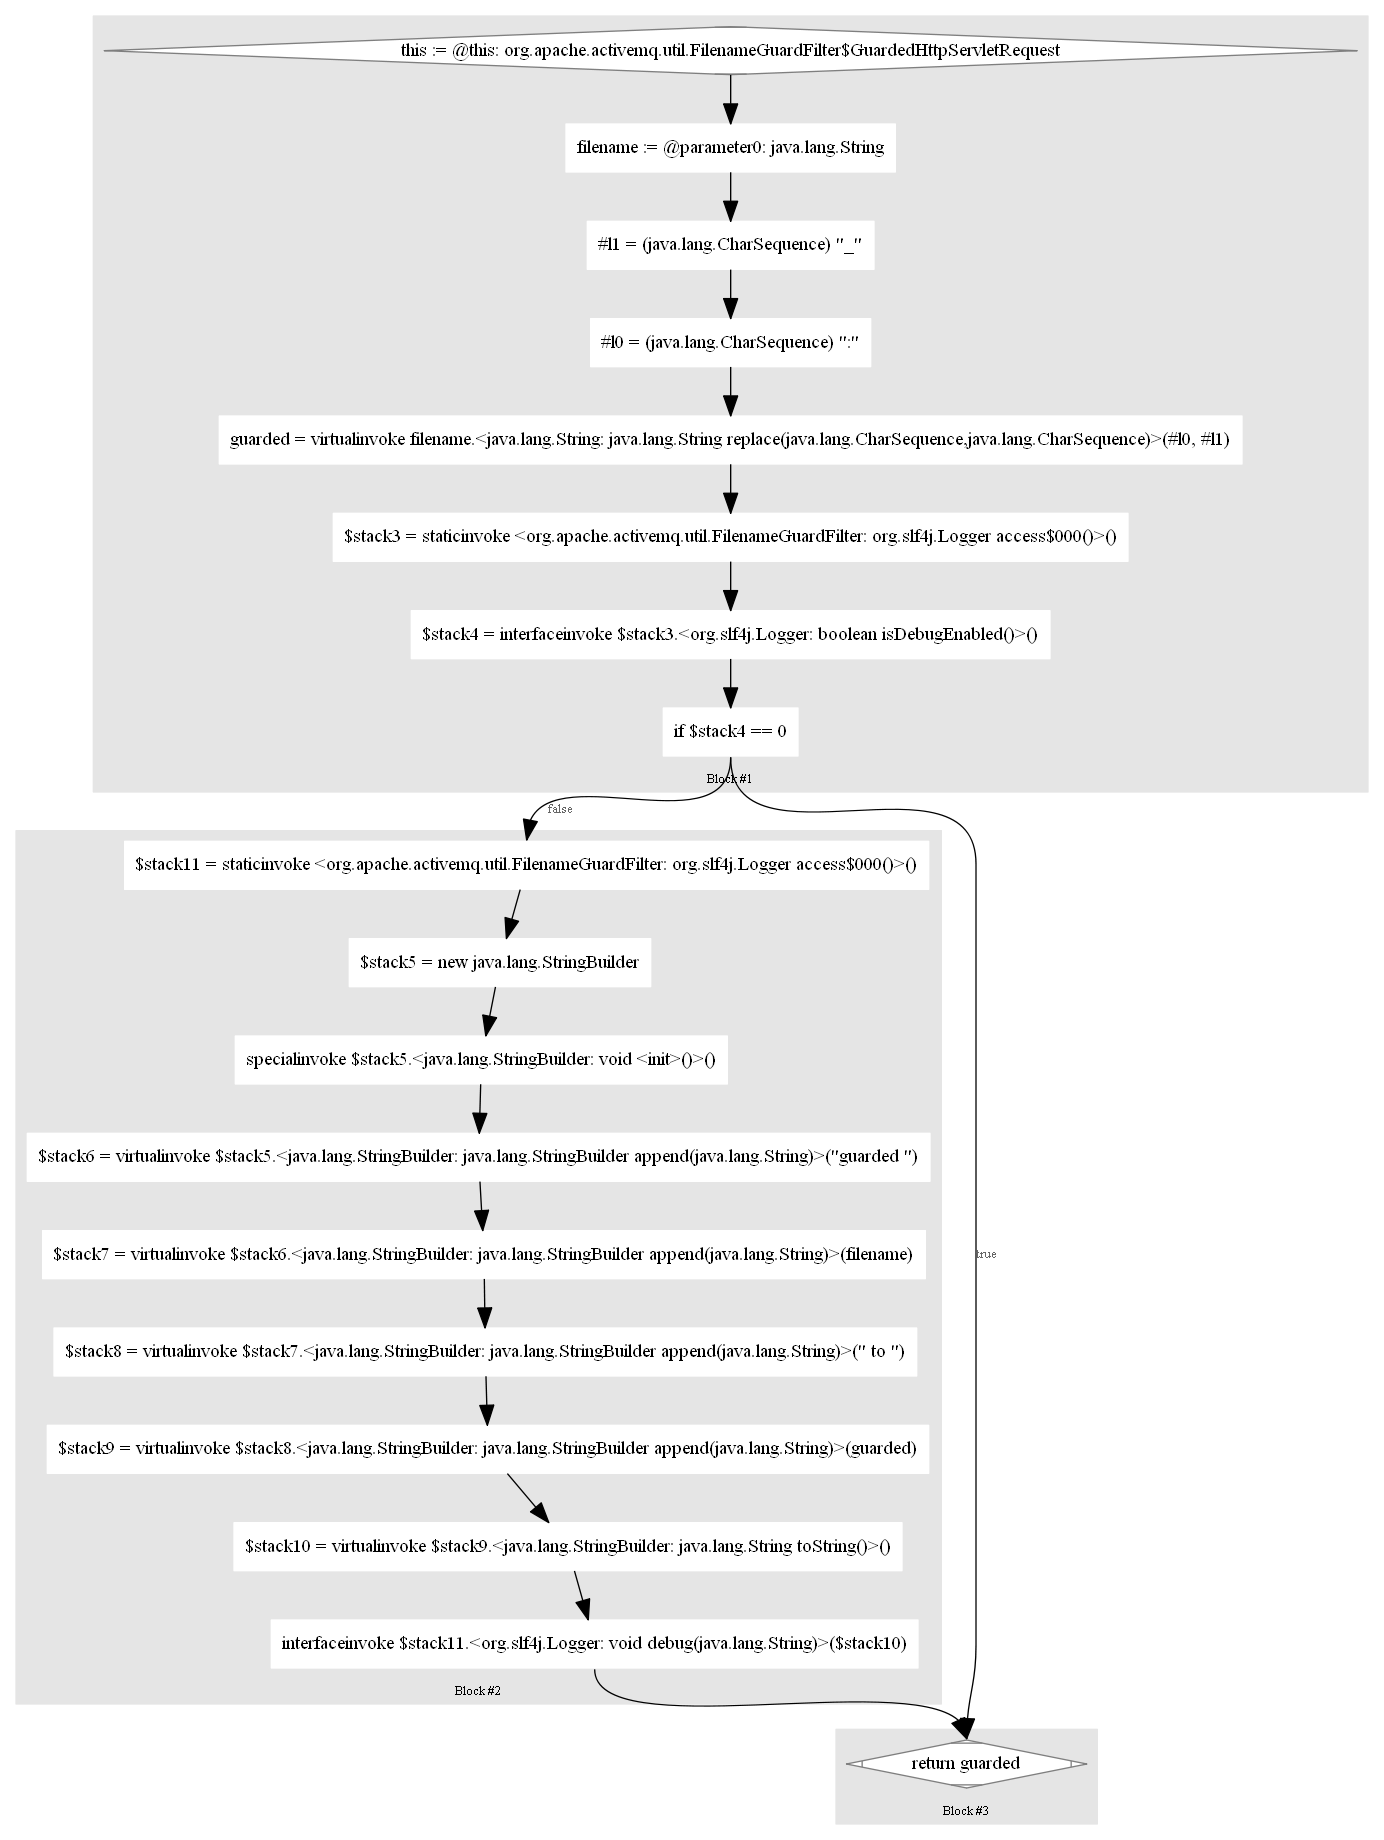 this := @this: org.apache.activemq.util.FilenameGuardFilter$GuardedHttpServletRequest
filename := @parameter0: java.lang.String
#l1 = (java.lang.CharSequence) "_"
#l0 = (java.lang.CharSequence) ":"
guarded = virtualinvoke filename.<java.lang.String: java.lang.String replace(java.lang.CharSequence,java.lang.CharSequence)>(#l0, #l1)
$stack3 = staticinvoke <org.apache.activemq.util.FilenameGuardFilter: org.slf4j.Logger access$000()>()
$stack4 = interfaceinvoke $stack3.<org.slf4j.Logger: boolean isDebugEnabled()>()
if $stack4 == 0
Block #1
false
$stack11 = staticinvoke <org.apache.activemq.util.FilenameGuardFilter: org.slf4j.Logger access$000()>()
$stack5 = new java.lang.StringBuilder
specialinvoke $stack5.<java.lang.StringBuilder: void <init>()>()
$stack6 = virtualinvoke $stack5.<java.lang.StringBuilder: java.lang.StringBuilder append(java.lang.String)>("guarded ")
$stack7 = virtualinvoke $stack6.<java.lang.StringBuilder: java.lang.StringBuilder append(java.lang.String)>(filename)
true
$stack8 = virtualinvoke $stack7.<java.lang.StringBuilder: java.lang.StringBuilder append(java.lang.String)>(" to ")
$stack9 = virtualinvoke $stack8.<java.lang.StringBuilder: java.lang.StringBuilder append(java.lang.String)>(guarded)
$stack10 = virtualinvoke $stack9.<java.lang.StringBuilder: java.lang.String toString()>()
interfaceinvoke $stack11.<org.slf4j.Logger: void debug(java.lang.String)>($stack10)
Block #2
return guarded
Block #3